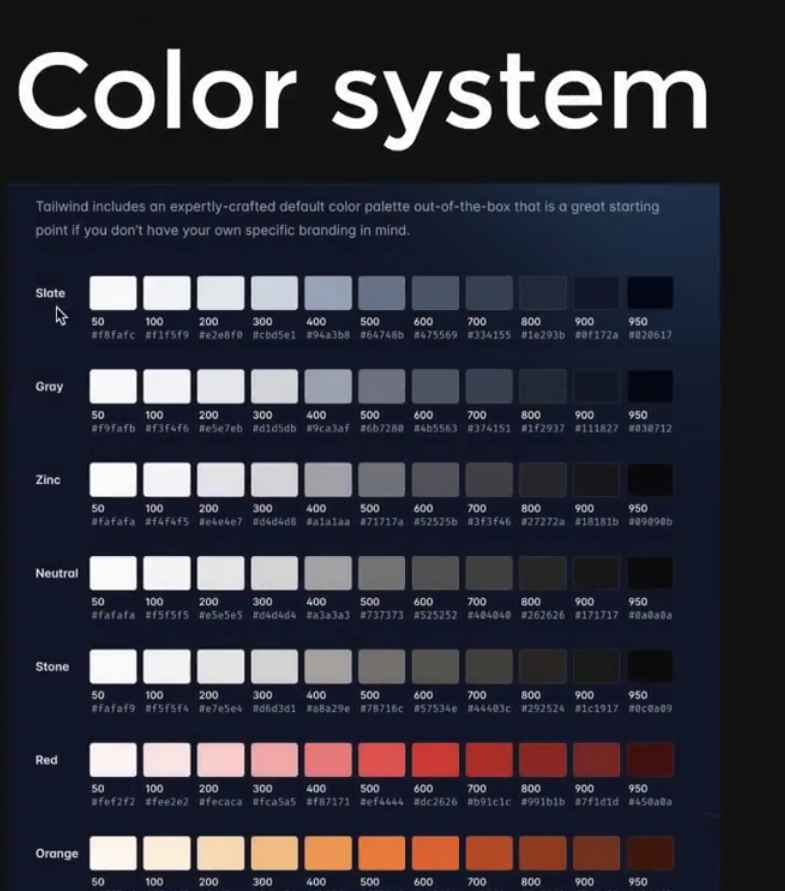 Color system
Tailwind includes an expertly-crafted default color palette out-of-the-box that is a great starting
point if you don't have your own specific branding in mind.
Slate
50 100 200 300 400 500 600 700 800 900 950
#f8fafc #f1f5f9 #e2e8f0 #cbd5e1 #94a3b8 #64748b #475569 #334155 #1e293b #0f172a #020617
Gray
50 100 200 300 400 500 600 700 800 900 950
#f9fafb #f3f4f6 #e5e7eb #d1d5db #9ca3af #6b7280 #4b5563 #374151 #1f2937 #111827 #030712
Zinc
50 100 200 300 400 500 600 700 800 900 950
#fafafa #f4f4f5 #e4e4e7 #d4d4d8 #a1a1aa #71717a #52525b #3f3f46 #27272a #18181b #09090b
Neutral
50 100 200 300 400 500 600 700 800 900 950
#fafafa #f5f5f5 #e5e5e5 #d4d4d4 #a3a3a3 #737373 #525252 #404040 #262626 #171717 #0a0a0a
Stone
50 100 200 300 400 500 600 700 800 900 950
#fafaf9 #f5f5f4 #e7e5e4 #d6d3d1 #a8a29e #78716c #57534e #44403c #292524 #1c1917 #0c0a09
Red
50 100 200 300 400 500 600 700 800 900 950
#fef2f2 #fee2e2 #fecaca #fca5a5 #f87171 #ef4444 #dc2626 #b91c1c #991b1b #7f1d1d #450a0a
Orange
50 100 200 300 400 500 600 700 800 900 950